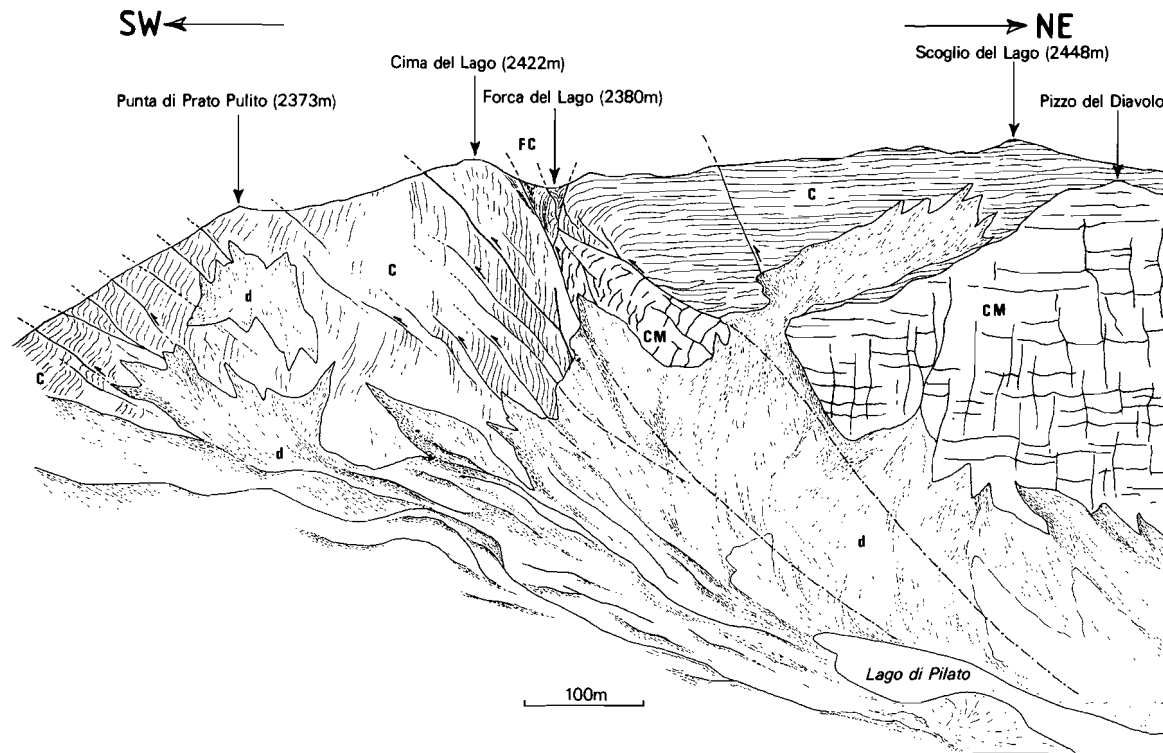 SW
NE
Cima del Lago (2422m)
Scoglio del Lago (2448m)
Punta di Prato Pulito (2373m)
Forca del Lago (2380m)
Pizzo del Diavolo
FC
C
C
d
CM
CM
C
d
d
Lago di Pilato
100m